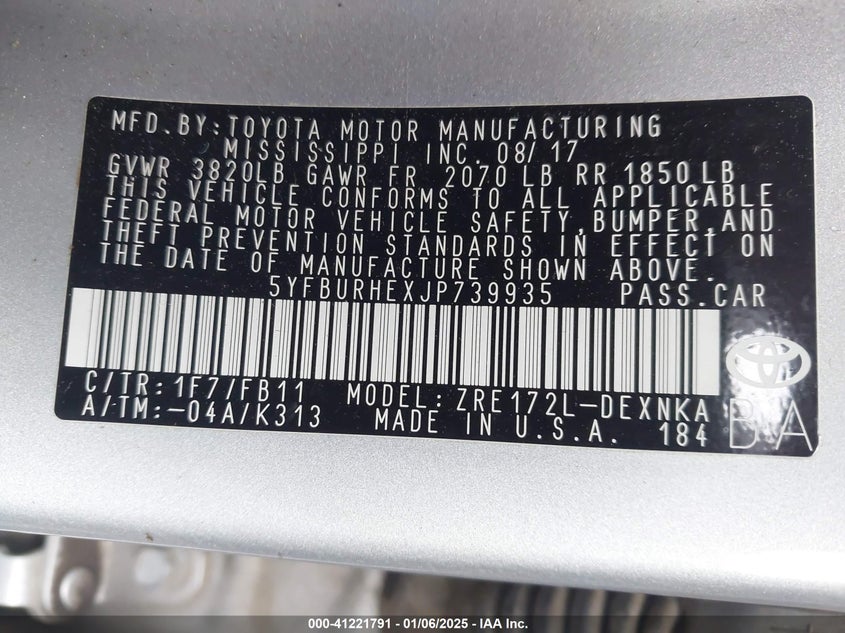 MFD.BY:TOYOTA MOTOR MANUFACTURING
MISSISSIPPI INC. 08/17
GVWR 3820LB GAWR FR 2070 LB RR 1850 LB
THIS VEHICLE CONFORMS TO ALL APPLICABLE
FEDERAL MOTOR VEHICLE SAFETY,BUMPER,AND
THEFT PREVENTION STANDARDS IN EFFECT ON
THE DATE OF MANUFACTURE SHOWN ABOVE.
5YFBURHEXJP739935 PASS.CAR
C/TR:1F7/FB11 MODEL:ZRE172L-DEXNKA
A/TM:-04A/K313 MADE IN U.S.A. 184
BA
000-41221791 | 01/06/2025 | IAA Inc.